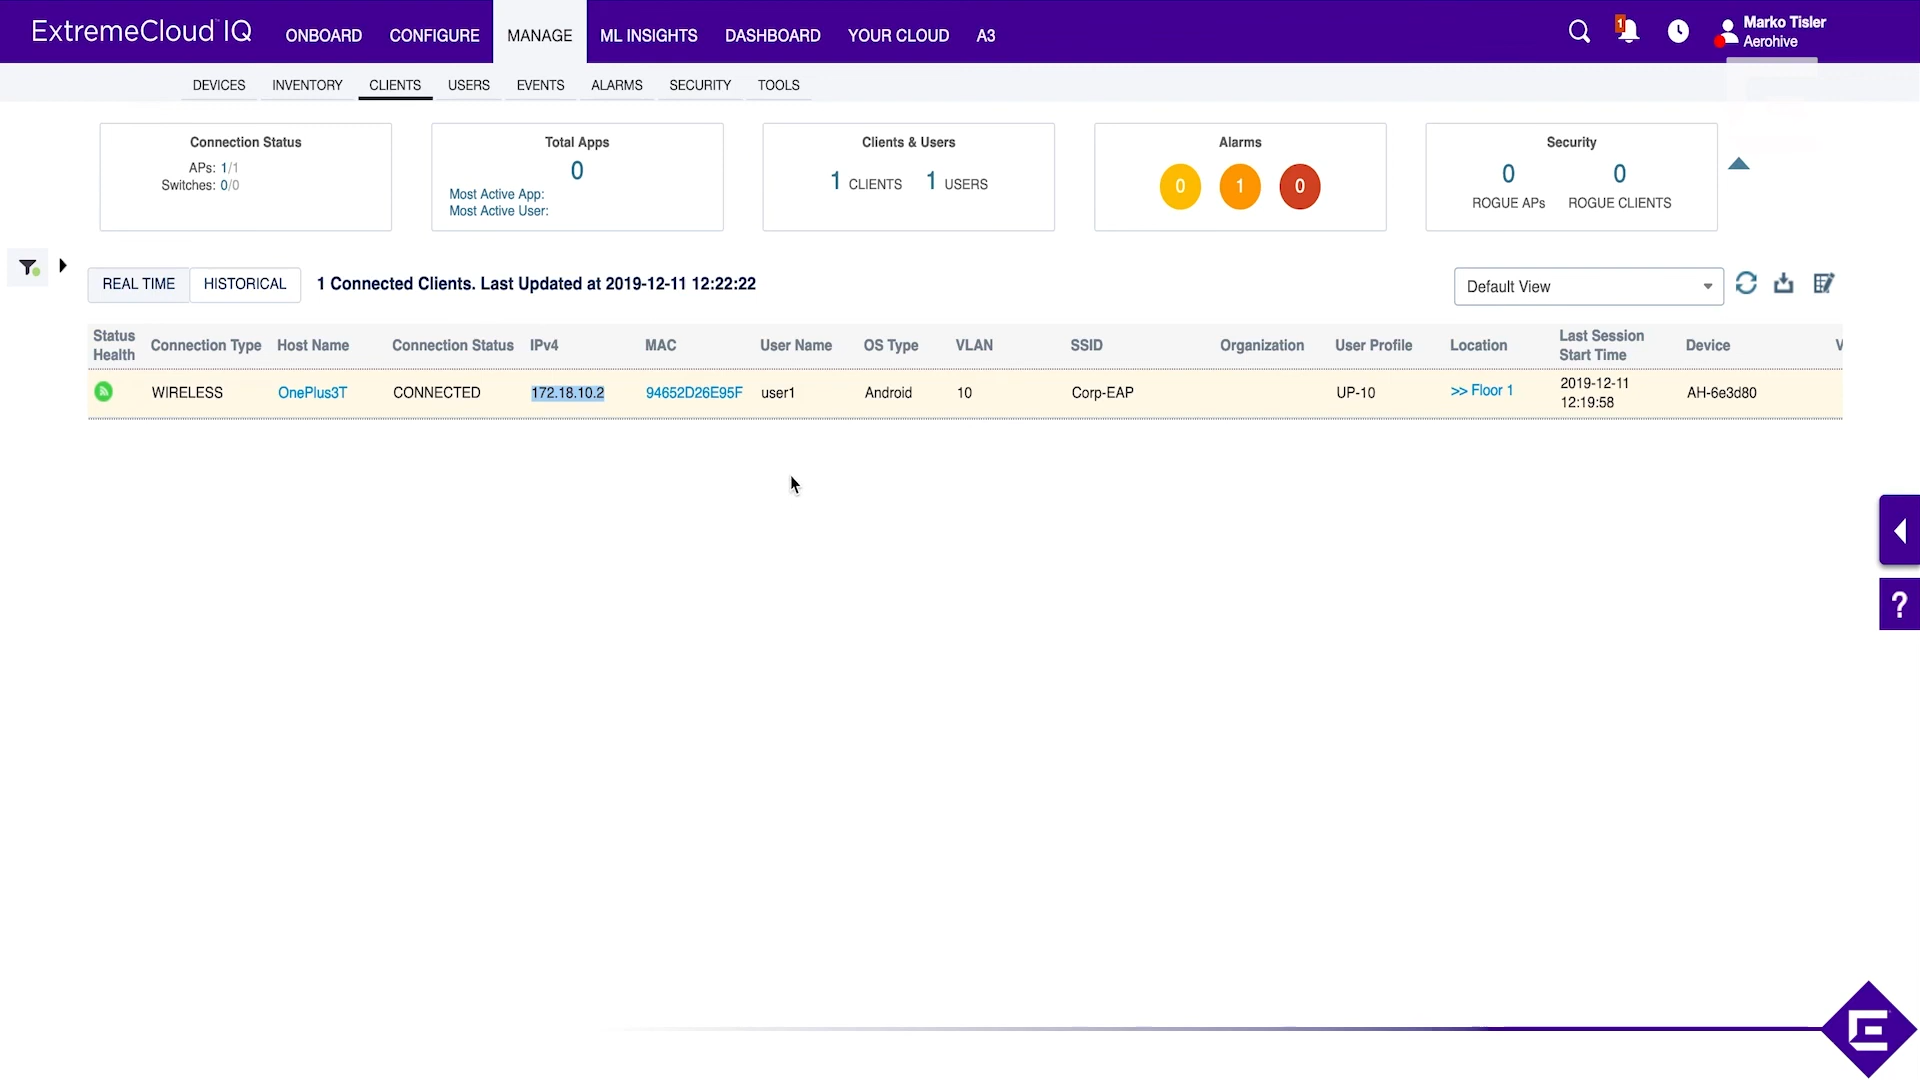 ExtremeCloud IQ
ONBOARD CONFIGURE MANAGE ML INSIGHTS DASHBOARD YOUR CLOUD A3
1
Marko Tisler
Aerohive
DEVICES INVENTORY CLIENTS USERS EVENTS ALARMS SECURITY TOOLS
Connection Status
APs: 1/1
Switches: 0/0
Total Apps
0
Most Active App:
Most Active User:
Clients & Users
1 CLIENTS 1 USERS
Alarms
0 1 0
Security
0 0
ROGUE APs ROGUE CLIENTS
REAL TIME HISTORICAL 1 Connected Clients. Last Updated at 2019-12-11 12:22:22
Default View
Status Health Connection Type Host Name Connection Status IPv4 MAC User Name OS Type VLAN SSID Organization User Profile Location Last Session Start Time Device V
WIRELESS OnePlus3T CONNECTED 172.18.10.2 94652D26E95F user1 Android 10 Corp-EAP UP-10 >> Floor 1 2019-12-11 12:19:58 AH-6e3d80
?